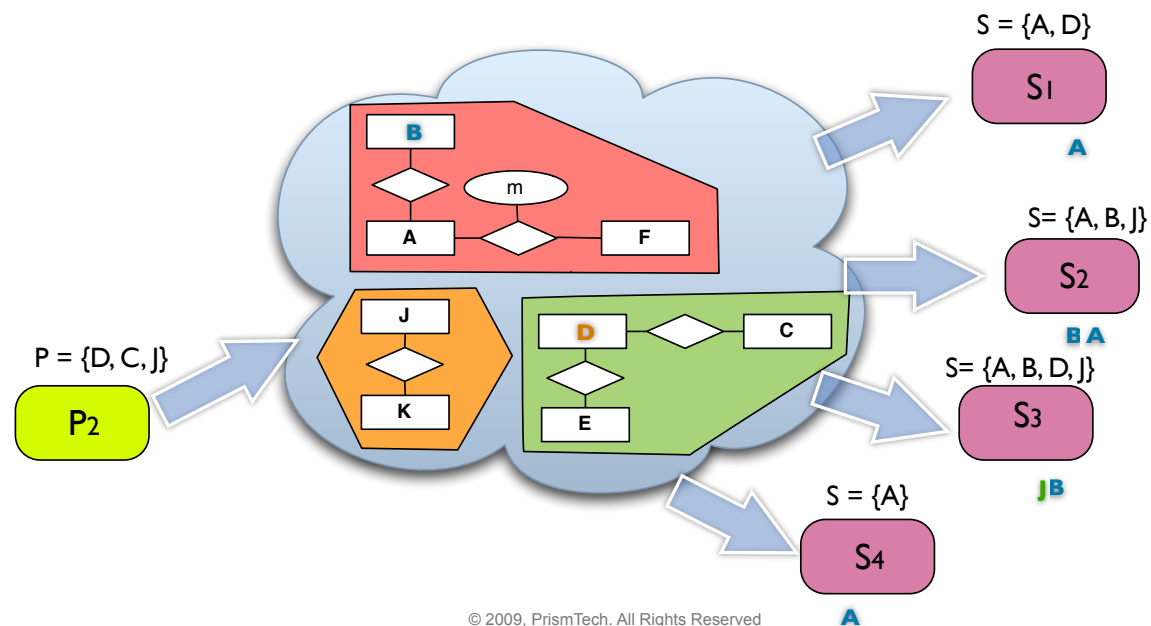 S = {A, D}
S1
A
B
m
A
F
S= {A, B, J}
S2
B A
J
D
C
P = {D, C, J}
P2
K
E
S= {A, B, D, J}
S3
J B
S = {A}
S4
A
© 2009, PrismTech. All Rights Reserved